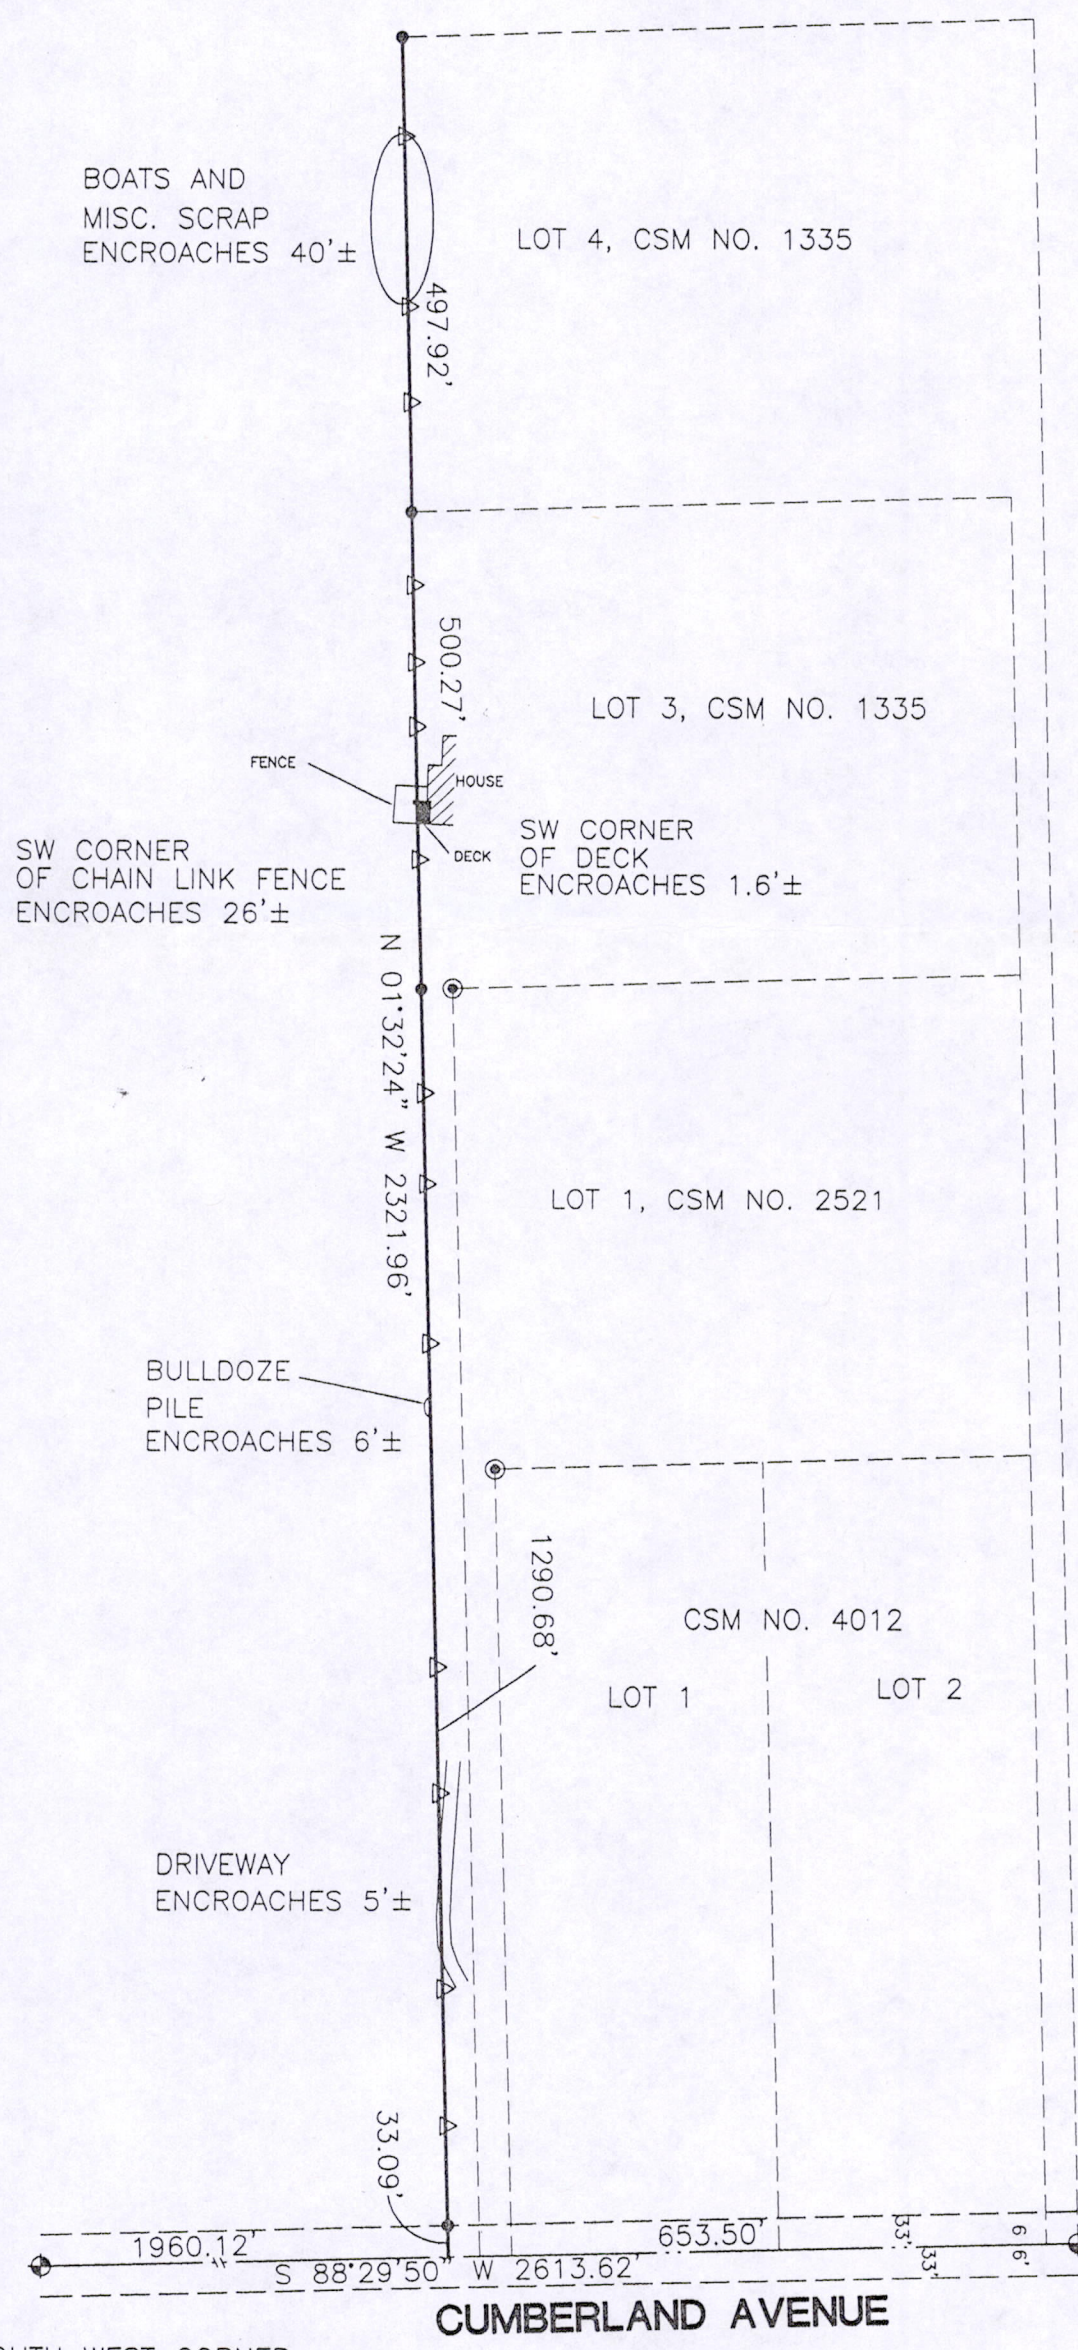 BOATS AND
MISC. SCRAP
ENCROACHES 40'±
LOT 4, CSM NO. 1335
497.92'
500.27'
LOT 3, CSM NO. 1335
FENCE
HOUSE
DECK
SW CORNER
OF DECK
ENCROACHES 1.6'±
SW CORNER
OF CHAIN LINK FENCE
ENCROACHES 26'±
N 01°32'24" W 2321.96'
LOT 1, CSM NO. 2521
BULLDOZE
PILE
ENCROACHES 6'±
1290.68'
CSM NO. 4012
LOT 1
LOT 2
DRIVEWAY
ENCROACHES 5'±
33.09'
1960.12'
653.50'
33'
33'
66'
S 88°29'50" W 2613.62'
CUMBERLAND AVENUE